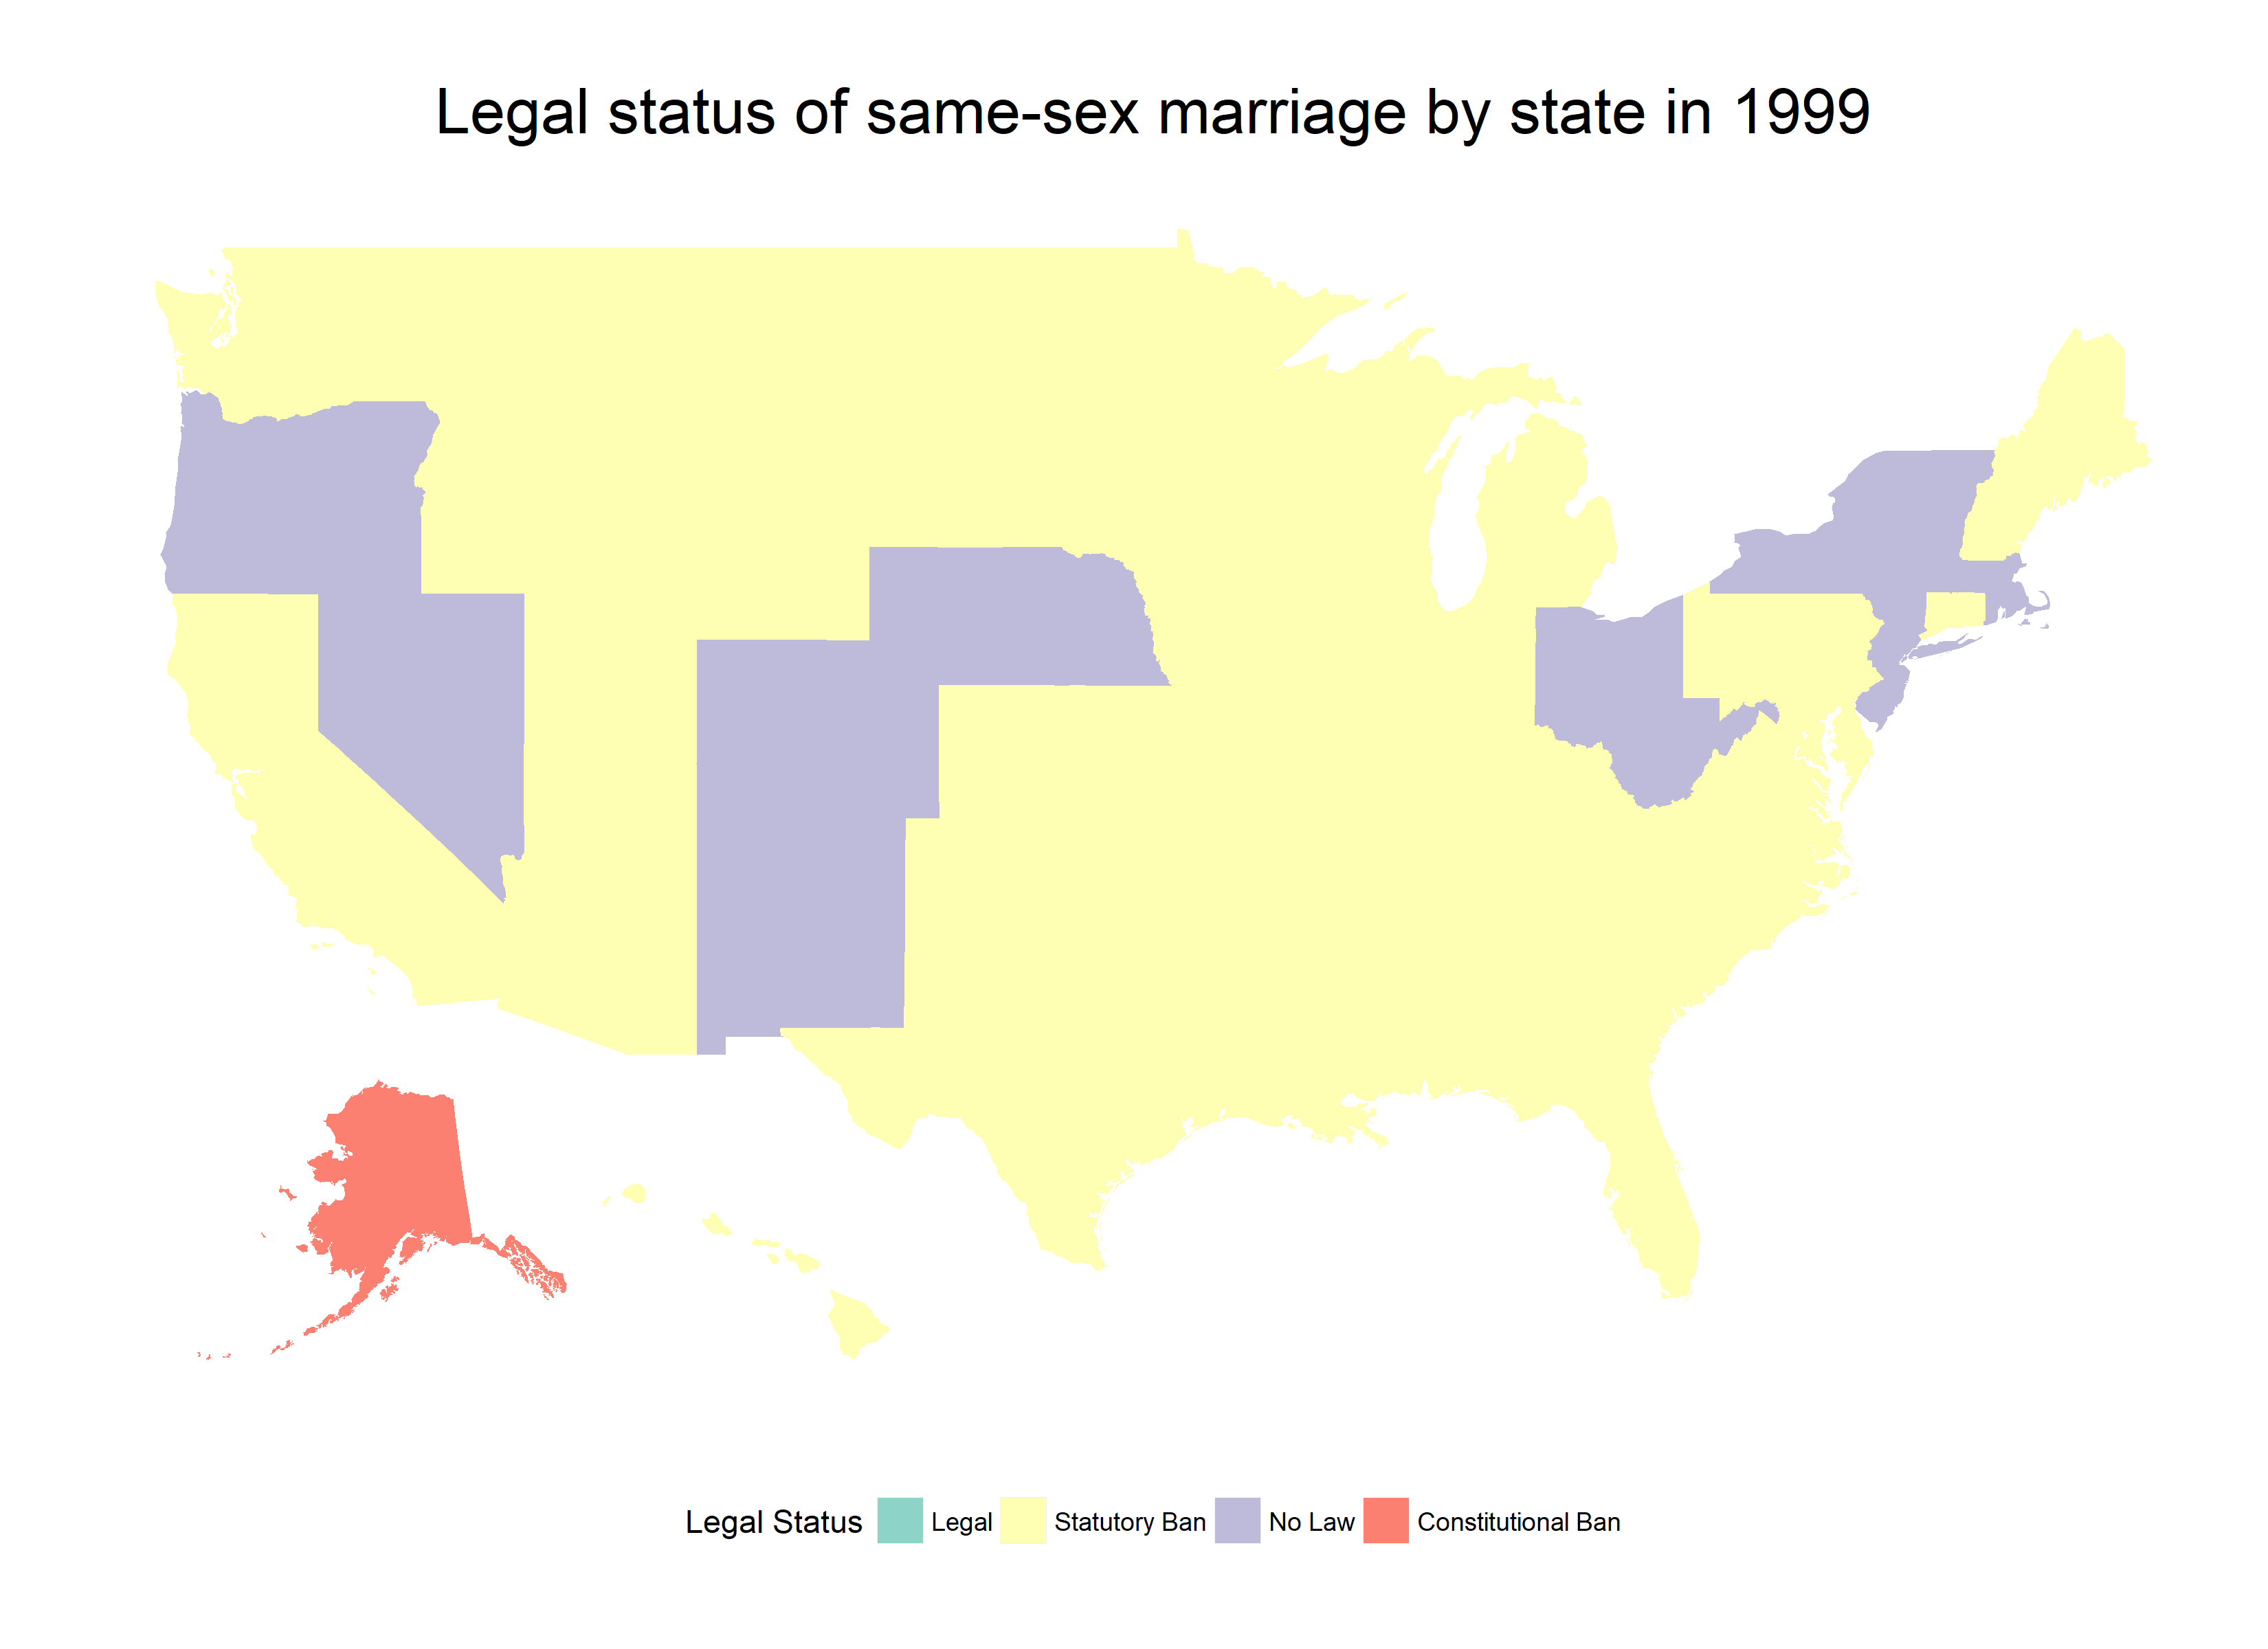 Legal status of same-sex marriage by state in 1999
Legal Status Legal Statutory Ban No Law Constitutional Ban